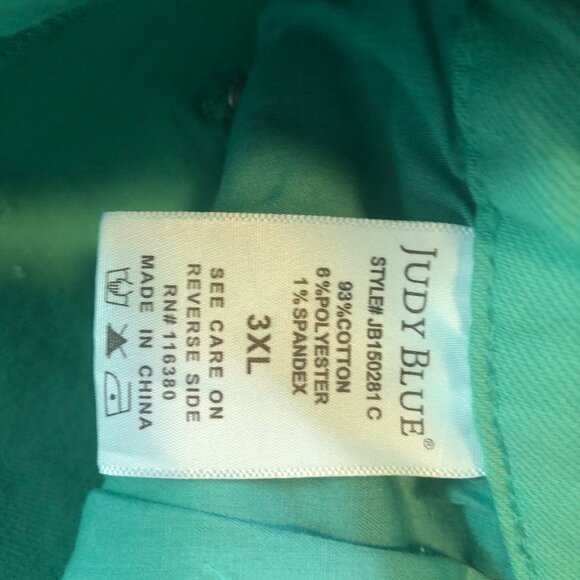 JUDY BLUE®
STYLE# JB150281 C
93%COTTON
6%POLYESTER
1%SPANDEX
3XL
SEE CARE ON
REVERSE SIDE
RN# 116380
MADE IN CHINA